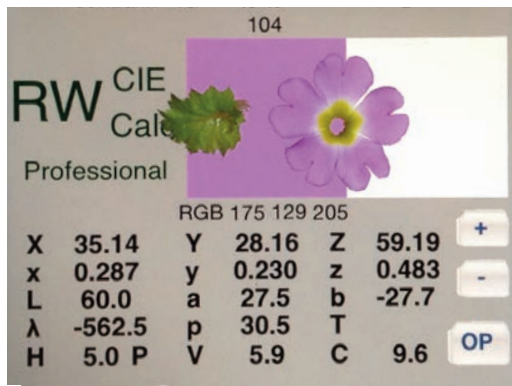 104
RW CIE
Professional
RGB 175 129 205
X 35.14 Y 28.16 Z 59.19
x 0.287 y 0.230 z 0.483
L 60.0 a 27.5 b -27.7
λ -562.5 p 30.5 T
H 5.0 P V 5.9 C 9.6
+
-
OP